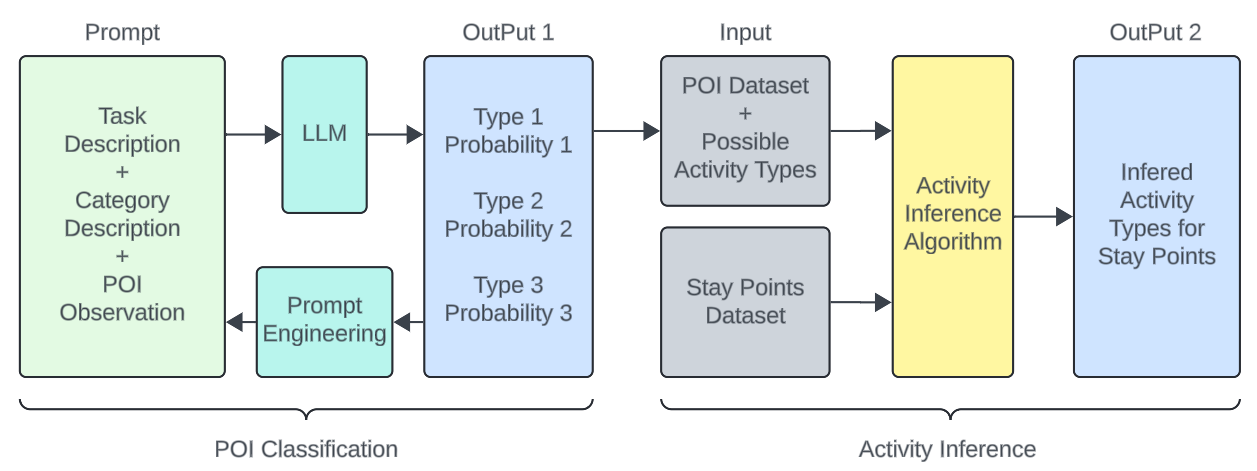 Prompt
OutPut 1
Input
OutPut 2
Task
Description
+
Category
Description
+
POI
Observation
LLM
Prompt
Engineering
Type 1
Probability 1
Type 2
Probability 2
Type 3
Probability 3
POI Dataset
+
Possible
Activity Types
Stay Points
Dataset
Activity
Inference
Algorithm
Infered
Activity
Types for
Stay Points
POI Classification
Activity Inference